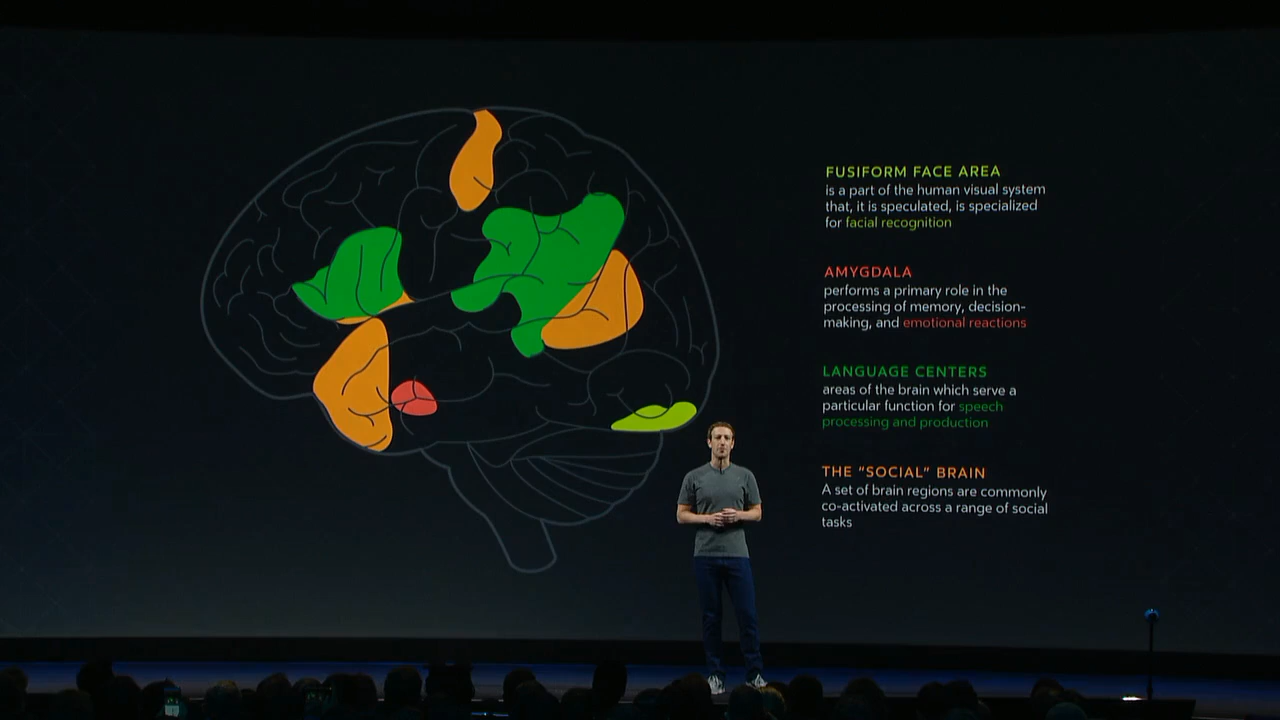 FUSIFORM FACE AREA
is a part of the human visual system
that, it is speculated, is specialized
for facial recognition
AMYGDALA
performs a primary role in the
processing of memory, decision-
making, and emotional reactions
LANGUAGE CENTERS
areas of the brain which serve a
particular function for speech
processing and production
THE “SOCIAL” BRAIN
A set of brain regions are commonly
co-activated across a range of social
tasks